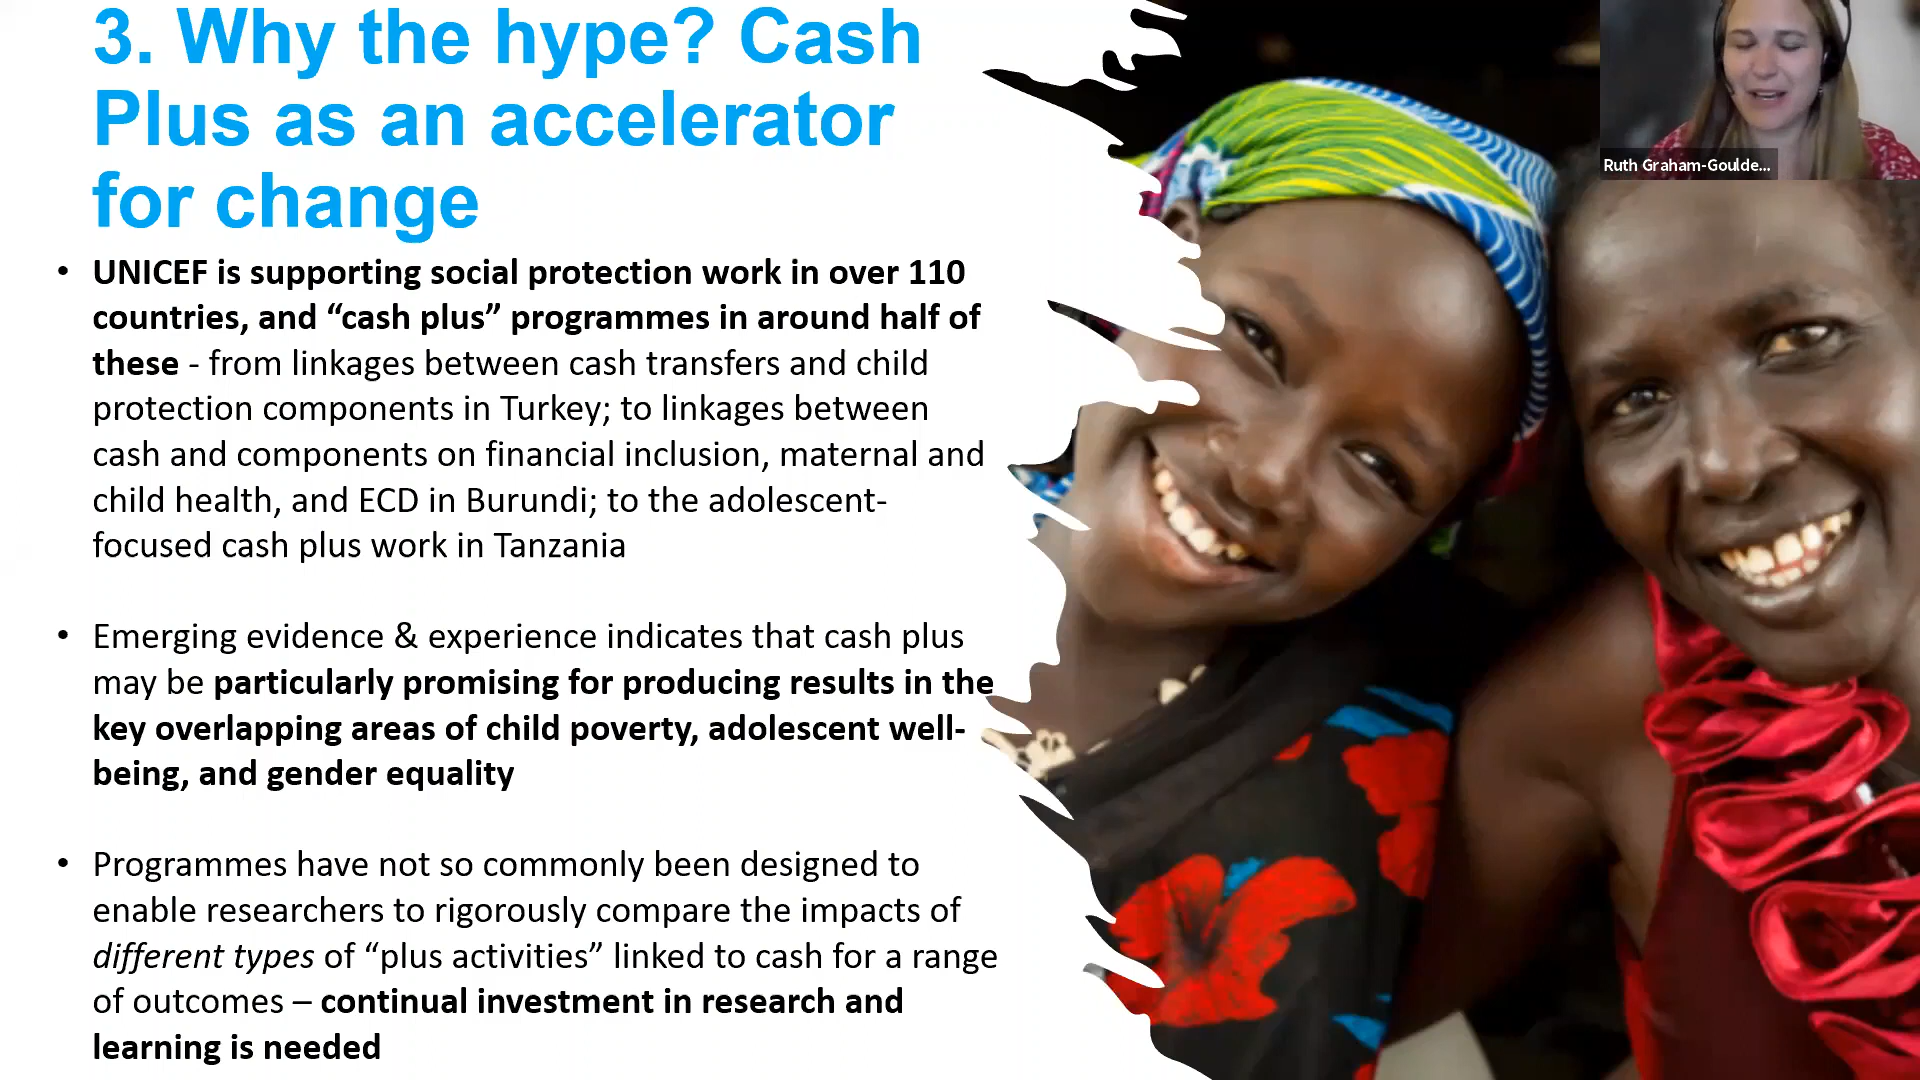 3. Why the hype? Cash
Plus as an accelerator
for change
• UNICEF is supporting social protection work in over 110
countries, and “cash plus” programmes in around half of
these - from linkages between cash transfers and child
protection components in Turkey; to linkages between
cash and components on financial inclusion, maternal and
child health, and ECD in Burundi; to the adolescent-
focused cash plus work in Tanzania
• Emerging evidence & experience indicates that cash plus
may be particularly promising for producing results in the
key overlapping areas of child poverty, adolescent well-
being, and gender equality
• Programmes have not so commonly been designed to
enable researchers to rigorously compare the impacts of
different types of “plus activities” linked to cash for a range
of outcomes – continual investment in research and
learning is needed
Ruth Graham-Goulde...